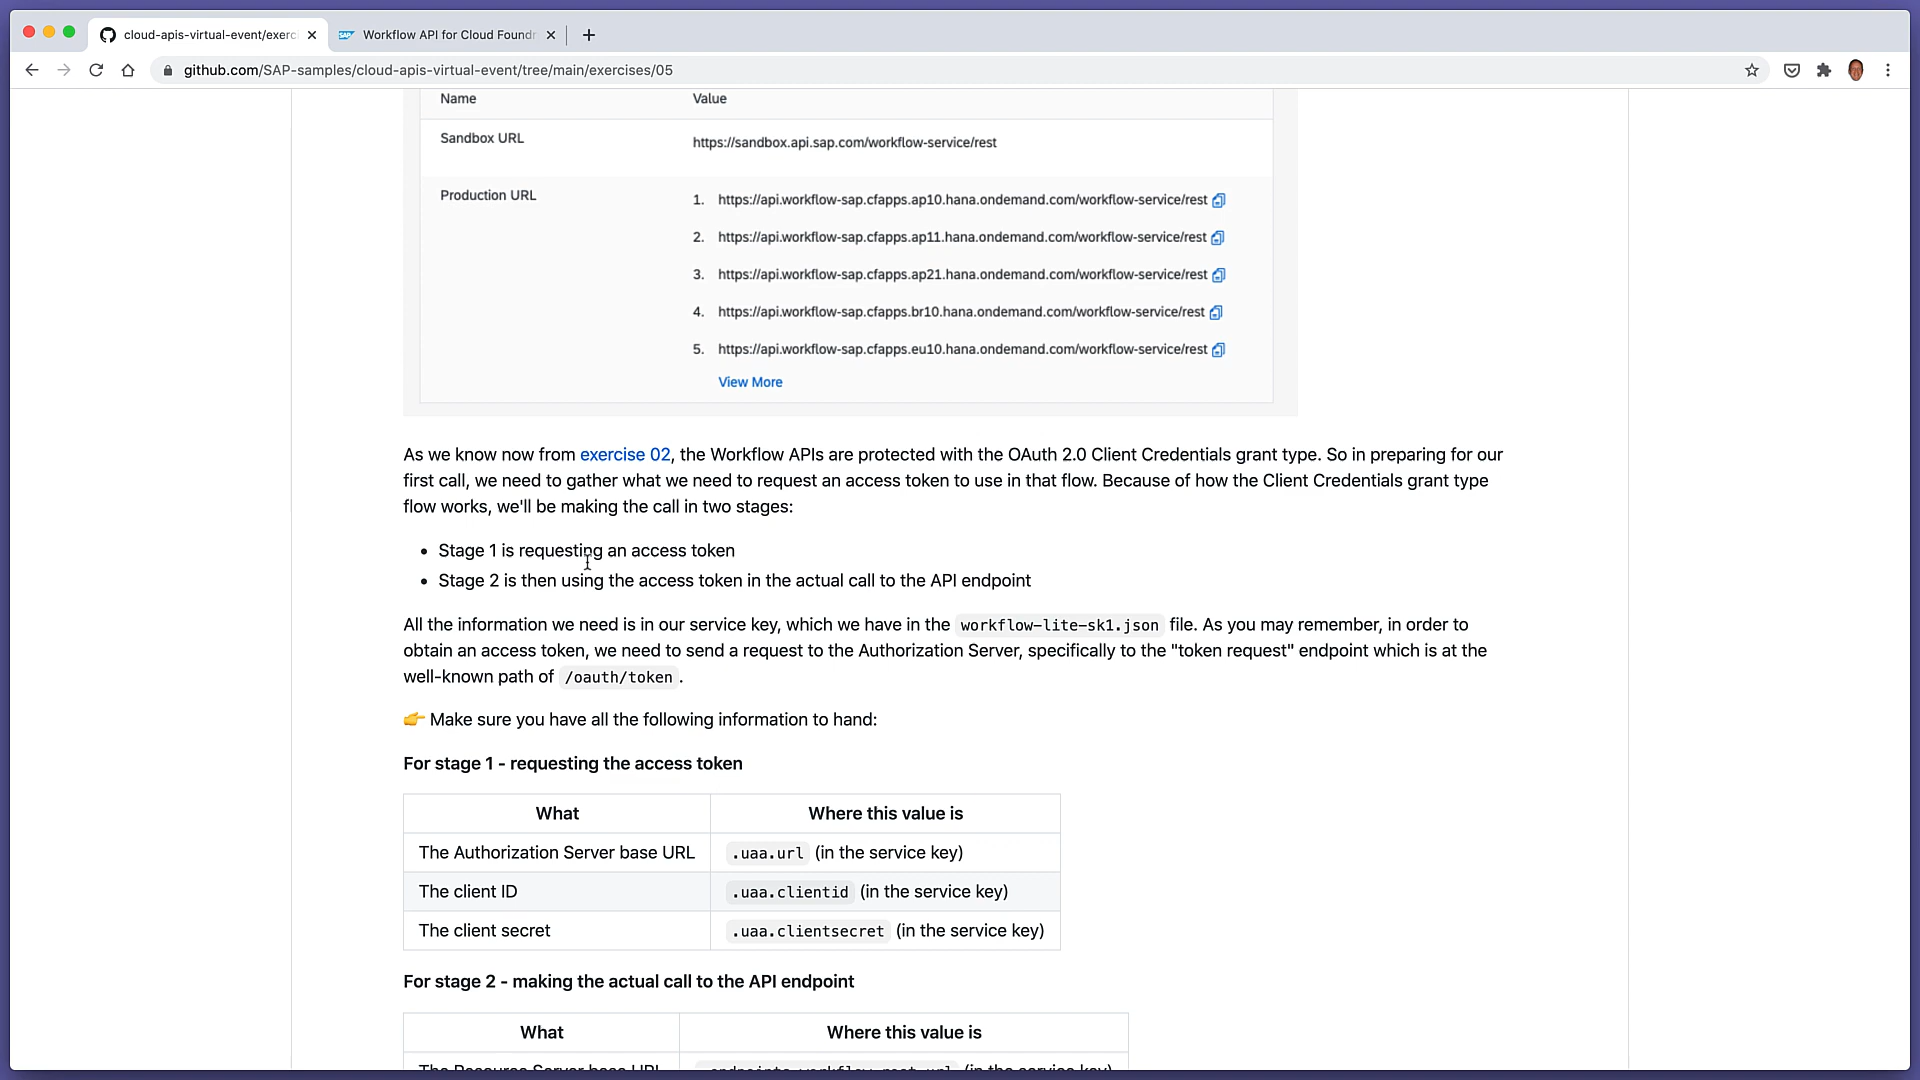 cloud-apis-virtual-event/exerc
Workflow API for Cloud Foundr
github.com/SAP-samples/cloud-apis-virtual-event/tree/main/exercises/05
Name Value
Sandbox URL https://sandbox.api.sap.com/workflow-service/rest
Production URL 1. https://api.workflow-sap.cfapps.ap10.hana.ondemand.com/workflow-service/rest
2. https://api.workflow-sap.cfapps.ap11.hana.ondemand.com/workflow-service/rest
3. https://api.workflow-sap.cfapps.ap21.hana.ondemand.com/workflow-service/rest
4. https://api.workflow-sap.cfapps.br10.hana.ondemand.com/workflow-service/rest
5. https://api.workflow-sap.cfapps.eu10.hana.ondemand.com/workflow-service/rest
View More
As we know now from exercise 02, the Workflow APIs are protected with the OAuth 2.0 Client Credentials grant type. So in preparing for our
first call, we need to gather what we need to request an access token to use in that flow. Because of how the Client Credentials grant type
flow works, we'll be making the call in two stages:
• Stage 1 is requesting an access token
• Stage 2 is then using the access token in the actual call to the API endpoint
All the information we need is in our service key, which we have in the workflow-lite-sk1.json file. As you may remember, in order to
obtain an access token, we need to send a request to the Authorization Server, specifically to the "token request" endpoint which is at the
well-known path of /oauth/token .
👉 Make sure you have all the following information to hand:
For stage 1 - requesting the access token
What Where this value is
The Authorization Server base URL .uaa.url (in the service key)
The client ID .uaa.clientid (in the service key)
The client secret .uaa.clientsecret (in the service key)
For stage 2 - making the actual call to the API endpoint
What Where this value is
The Resource Server base URL .endpoints.workflow_rest_url (in the service key)